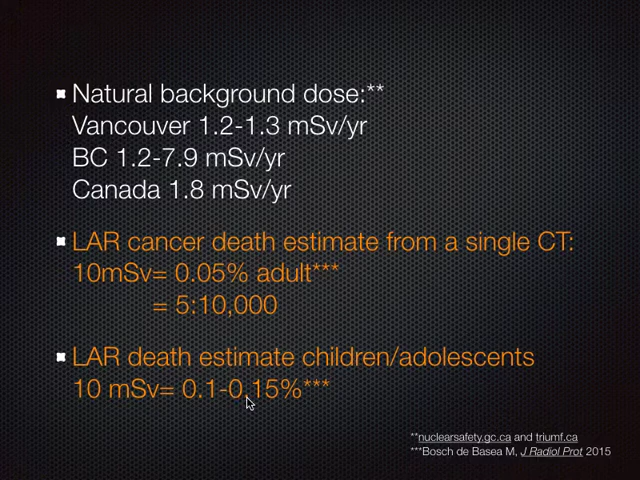 Natural background dose:**
Vancouver 1.2-1.3 mSv/yr
BC 1.2-7.9 mSv/yr
Canada 1.8 mSv/yr
LAR cancer death estimate from a single CT:
10mSv= 0.05% adult***
= 5:10,000
LAR death estimate children/adolescents
10 mSv= 0.1-0.15%***
**nuclearsafety.gc.ca and triumf.ca
***Bosch de Basea M, J Radiol Prot 2015